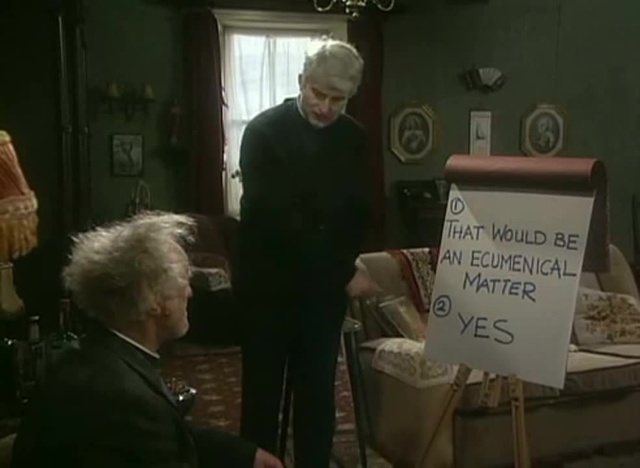 ①
THAT WOULD BE
AN ECUMENICAL
MATTER
② YES